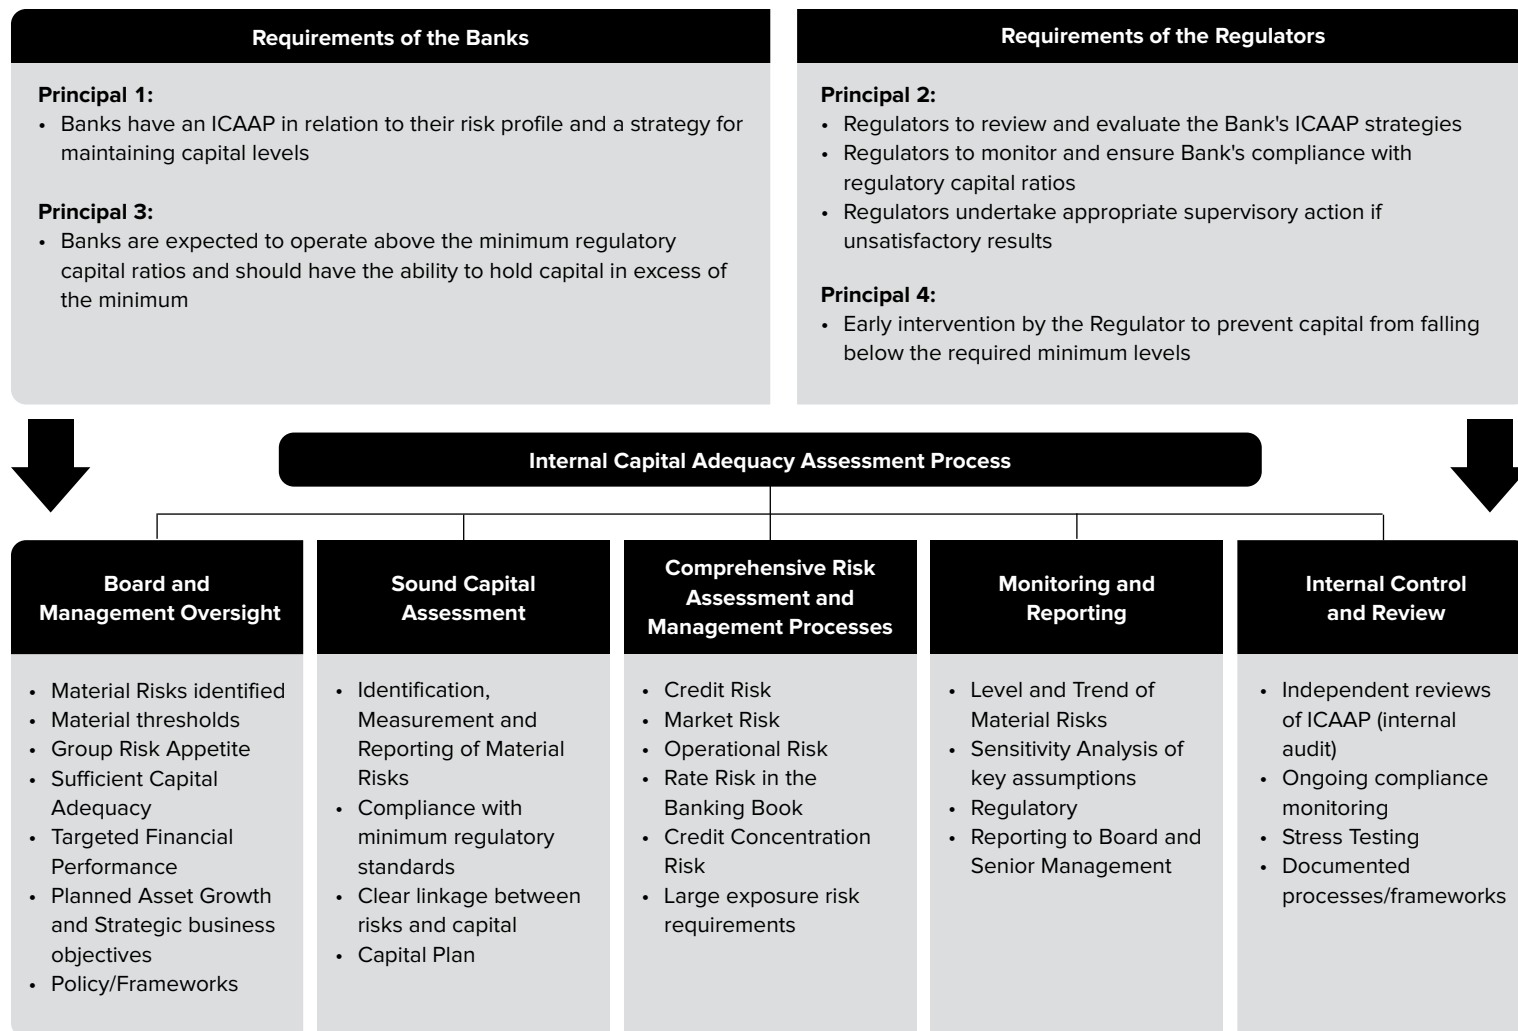 Requirements of the Banks
Principal 1:
• Banks have an ICAAP in relation to their risk profile and a strategy for
maintaining capital levels
Principal 3:
• Banks are expected to operate above the minimum regulatory
capital ratios and should have the ability to hold capital in excess of
the minimum
Requirements of the Regulators
Principal 2:
• Regulators to review and evaluate the Bank's ICAAP strategies
• Regulators to monitor and ensure Bank's compliance with
regulatory capital ratios
• Regulators undertake appropriate supervisory action if
unsatisfactory results
Principal 4:
• Early intervention by the Regulator to prevent capital from falling
below the required minimum levels
Internal Capital Adequacy Assessment Process
Board and
Management Oversight
• Material Risks identified
• Material thresholds
• Group Risk Appetite
• Sufficient Capital
Adequacy
• Targeted Financial
Performance
• Planned Asset Growth
and Strategic business
objectives
• Policy/Frameworks
Sound Capital
Assessment
• Identification,
Measurement and
Reporting of Material
Risks
• Compliance with
minimum regulatory
standards
• Clear linkage between
risks and capital
• Capital Plan
Comprehensive Risk
Assessment and
Management Processes
• Credit Risk
• Market Risk
• Operational Risk
• Rate Risk in the
Banking Book
• Credit Concentration
Risk
• Large exposure risk
requirements
Monitoring and
Reporting
• Level and Trend of
Material Risks
• Sensitivity Analysis of
key assumptions
• Regulatory
• Reporting to Board and
Senior Management
Internal Control
and Review
• Independent reviews
of ICAAP (internal
audit)
• Ongoing compliance
monitoring
• Stress Testing
• Documented
processes/frameworks